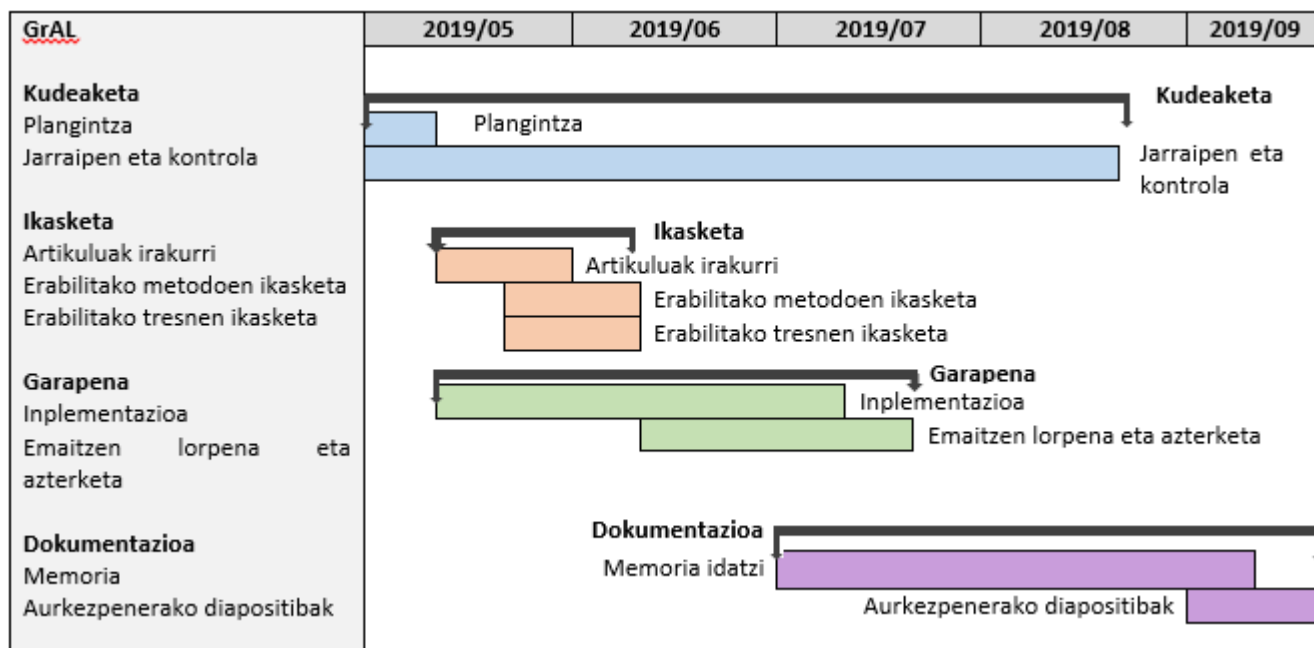 GrAL 2019/05 2019/06 2019/07 2019/08 2019/09
Kudeaketa
Plangintza
Jarraipen eta kontrola
Kudeaketa
Plangintza
Jarraipen eta
kontrola
Ikasketa
Artikuluak irakurri
Erabilitako metodoen ikasketa
Erabilitako tresnen ikasketa
Ikasketa
Artikuluak irakurri
Erabilitako metodoen ikasketa
Erabilitako tresnen ikasketa
Garapena
Inplementazioa
Emaitzen lorpena eta
azterketa
Garapena
Inplementazioa
Emaitzen lorpena eta azterketa
Dokumentazioa
Memoria
Aurkezpenerako diapositibak
Dokumentazioa
Memoria idatzi
Aurkezpenerako diapositibak